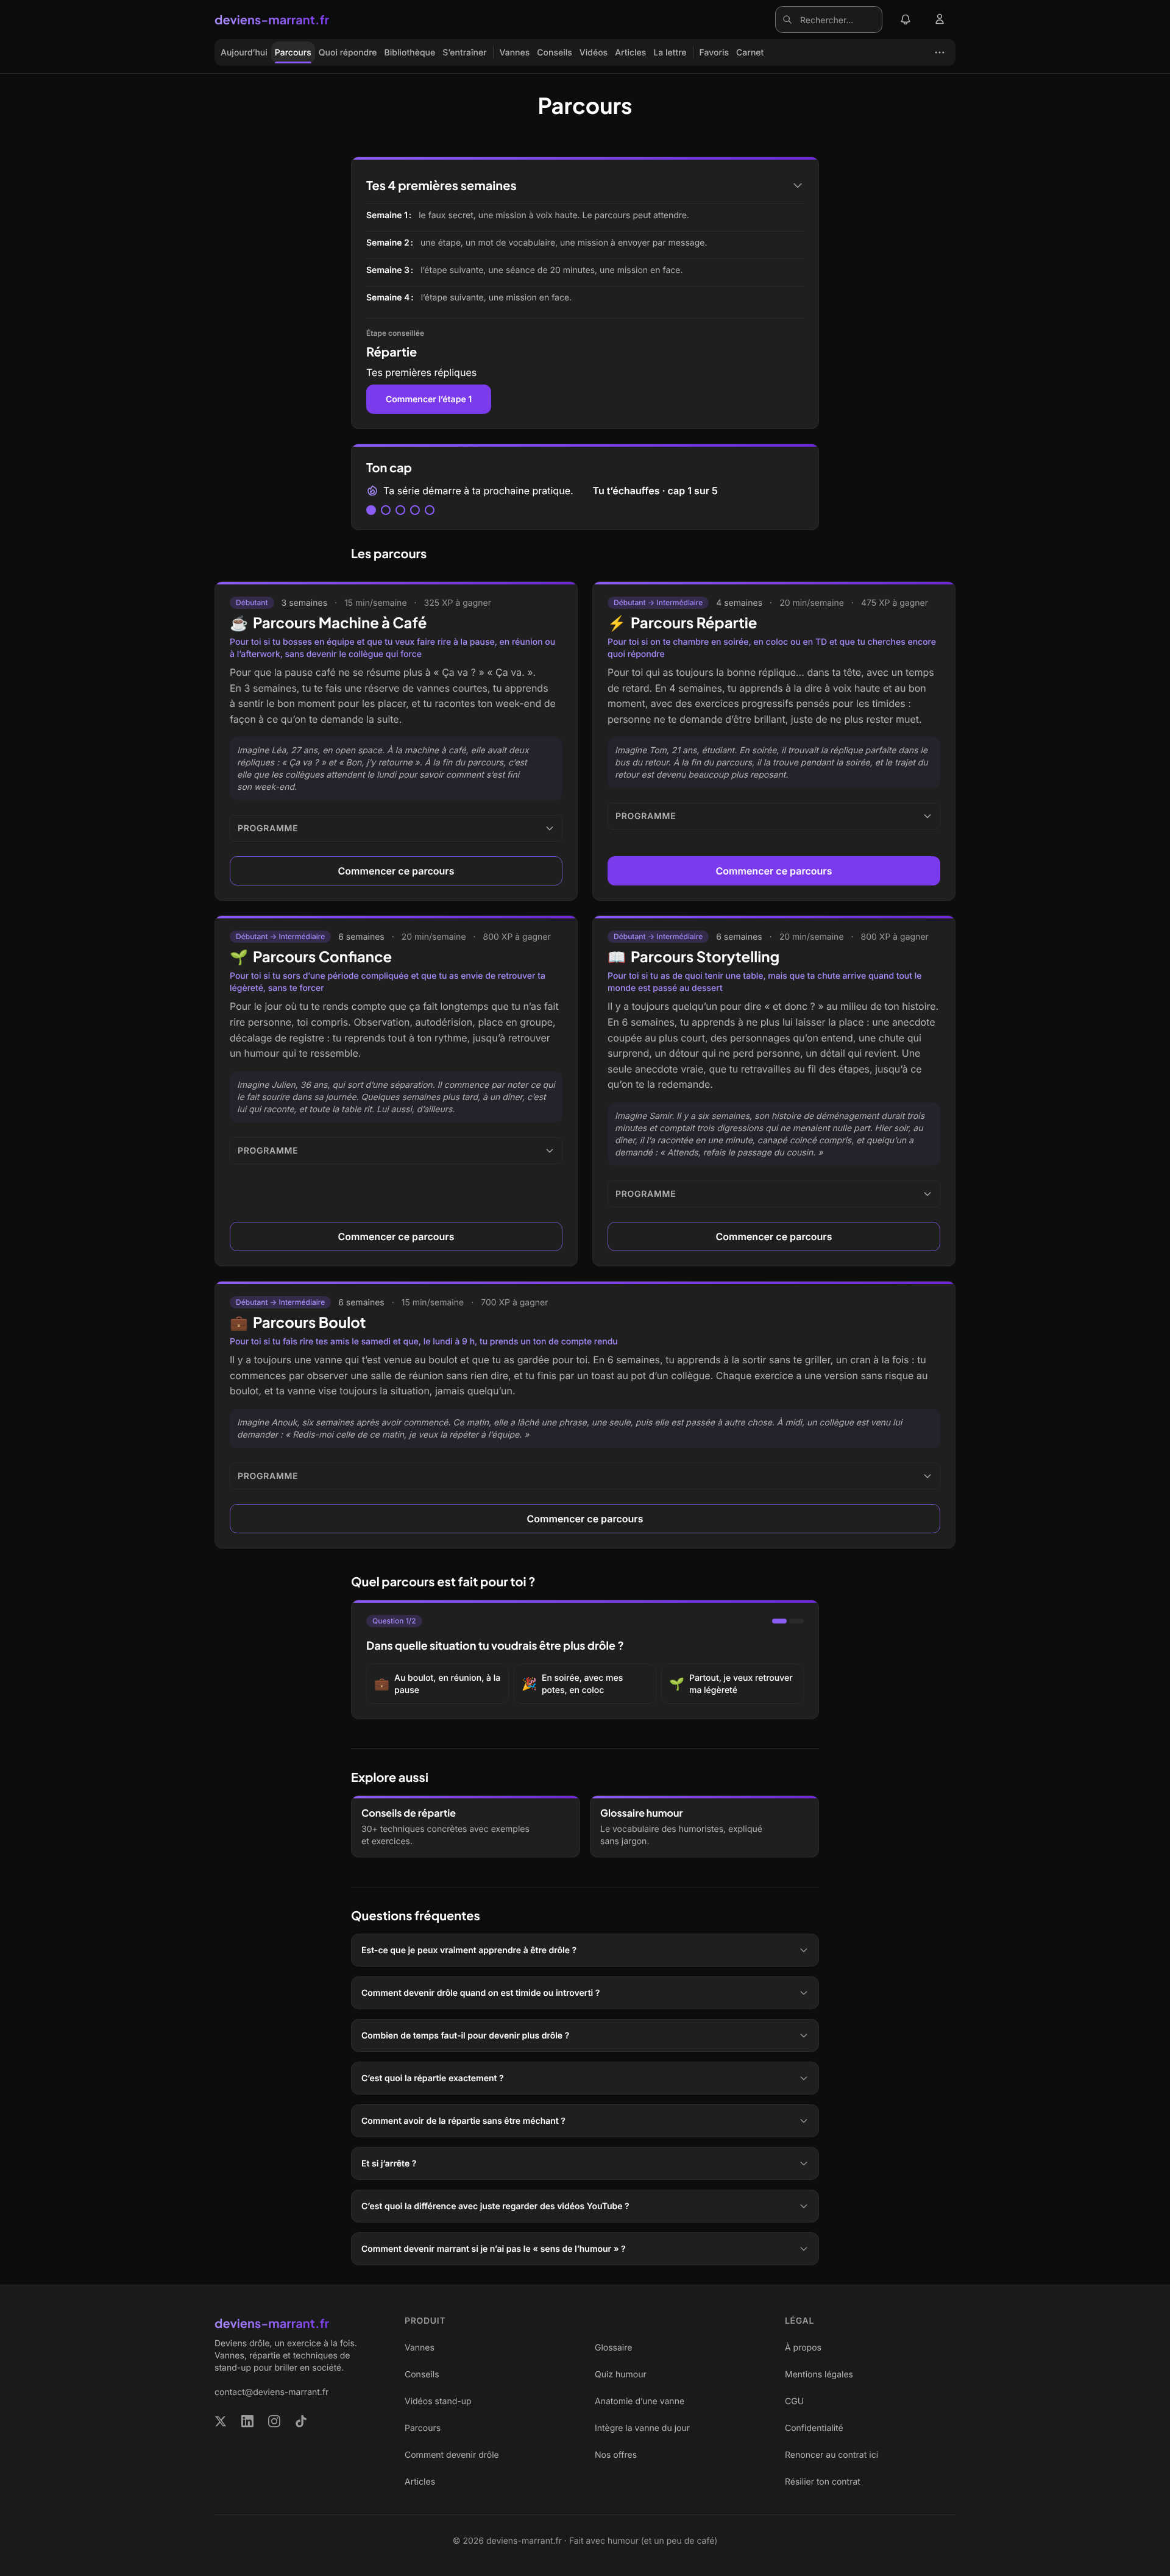 deviens-marrant.fr
Rechercher...
Aujourd'hui Parcours Quoi répondre Bibliothèque S'entraîner Vannes Conseils Vidéos Articles La lettre Favoris Carnet
Parcours
Tes 4 premières semaines
Semaine 1 : le faux secret, une mission à voix haute. Le parcours peut attendre.
Semaine 2 : une étape, un mot de vocabulaire, une mission à envoyer par message.
Semaine 3 : l'étape suivante, une séance de 20 minutes, une mission en face.
Semaine 4 : l'étape suivante, une mission en face.
Étape conseillée
Répartie
Tes premières répliques
Commencer l'étape 1
Ton cap
Ta série démarre à ta prochaine pratique. Tu t'échauffes · cap 1 sur 5
Les parcours
Débutant 3 semaines · 15 min/semaine · 325 XP à gagner
☕ Parcours Machine à Café
Pour toi si tu bosses en équipe et que tu veux faire rire à la pause, en réunion ou
à l'afterwork, sans devenir le collègue qui force
Pour que la pause café ne se résume plus à « Ça va ? » « Ça va. ».
En 3 semaines, tu te fais une réserve de vannes courtes, tu apprends
à sentir le bon moment pour les placer, et tu racontes ton week-end de
façon à ce qu'on te demande la suite.
Imagine Léa, 27 ans, en open space. À la machine à café, elle avait deux
répliques : « Ça va ? » et « Bon, j'y retourne ». À la fin du parcours, c'est
elle que les collègues attendent le lundi pour savoir comment s'est fini
son week-end.
PROGRAMME
Commencer ce parcours
Débutant → Intermédiaire 4 semaines · 20 min/semaine · 475 XP à gagner
⚡ Parcours Répartie
Pour toi si on te chambre en soirée, en coloc ou en TD et que tu cherches encore
quoi répondre
Pour toi qui as toujours la bonne réplique... dans ta tête, avec un temps
de retard. En 4 semaines, tu apprends à la dire à voix haute et au bon
moment, avec des exercices progressifs pensés pour les timides :
personne ne te demande d'être brillant, juste de ne plus rester muet.
Imagine Tom, 21 ans, étudiant. En soirée, il trouvait la réplique parfaite dans le
bus du retour. À la fin du parcours, il la trouve pendant la soirée, et le trajet du
retour est devenu beaucoup plus reposant.
PROGRAMME
Commencer ce parcours
Débutant → Intermédiaire 6 semaines · 20 min/semaine · 800 XP à gagner
🌱 Parcours Confiance
Pour toi si tu sors d'une période compliquée et que tu as envie de retrouver ta
légèreté, sans te forcer
Pour le jour où tu te rends compte que ça fait longtemps que tu n'as fait
rire personne, toi compris. Observation, autodérision, place en groupe,
décalage de registre : tu reprends tout à ton rythme, jusqu'à retrouver
un humour qui te ressemble.
Imagine Julien, 36 ans, qui sort d'une séparation. Il commence par noter ce qui
le fait sourire dans sa journée. Quelques semaines plus tard, à un dîner, c'est
lui qui raconte, et toute la table rit. Lui aussi, d'ailleurs.
PROGRAMME
Commencer ce parcours
Débutant → Intermédiaire 6 semaines · 20 min/semaine · 800 XP à gagner
📖 Parcours Storytelling
Pour toi si tu as de quoi tenir une table, mais que ta chute arrive quand tout le
monde est passé au dessert
Il y a toujours quelqu'un pour dire « et donc ? » au milieu de ton histoire.
En 6 semaines, tu apprends à ne plus lui laisser la place : une anecdote
coupée au plus court, des personnages qu'on entend, une chute qui
surprend, un détour qui ne perd personne, un détail qui revient. Une
seule anecdote vraie, que tu retravailles au fil des étapes, jusqu'à ce
qu'on te la redemande.
Imagine Samir. Il y a six semaines, son histoire de déménagement durait trois
minutes et comptait trois digressions qui ne menaient nulle part. Hier soir, au
dîner, il l'a racontée en une minute, canapé coincé compris, et quelqu'un a
demandé : « Attends, refais le passage du cousin. »
PROGRAMME
Commencer ce parcours
Débutant → Intermédiaire 6 semaines · 15 min/semaine · 700 XP à gagner
💼 Parcours Boulot
Pour toi si tu fais rire tes amis le samedi et que, le lundi à 9 h, tu prends un ton de compte rendu
Il y a toujours une vanne qui t'est venue au boulot et que tu as gardée pour toi. En 6 semaines, tu apprends à la sortir sans te griller, un cran à la fois : tu
commences par observer une salle de réunion sans rien dire, et tu finis par un toast au pot d'un collègue. Chaque exercice a une version sans risque au
boulot, et ta vanne vise toujours la situation, jamais quelqu'un.
Imagine Anouk, six semaines après avoir commencé. Ce matin, elle a lâché une phrase, une seule, puis elle est passée à autre chose. À midi, un collègue est venu lui
demander : « Redis-moi celle de ce matin, je veux la répéter à l'équipe. »
PROGRAMME
Commencer ce parcours
Quel parcours est fait pour toi ?
Question 1/2
Dans quelle situation tu voudrais être plus drôle ?
💼 Au boulot, en réunion, à la
pause
🎉 En soirée, avec mes
potes, en coloc
🌱 Partout, je veux retrouver
ma légèreté
Explore aussi
Conseils de répartie
30+ techniques concrètes avec exemples
et exercices.
Glossaire humour
Le vocabulaire des humoristes, expliqué
sans jargon.
Questions fréquentes
Est-ce que je peux vraiment apprendre à être drôle ?
Comment devenir drôle quand on est timide ou introverti ?
Combien de temps faut-il pour devenir plus drôle ?
C'est quoi la répartie exactement ?
Comment avoir de la répartie sans être méchant ?
Et si j'arrête ?
C'est quoi la différence avec juste regarder des vidéos YouTube ?
Comment devenir marrant si je n'ai pas le « sens de l'humour » ?
deviens-marrant.fr
Deviens drôle, un exercice à la fois.
Vannes, répartie et techniques de
stand-up pour briller en société.
contact@deviens-marrant.fr
PRODUIT
Vannes
Conseils
Vidéos stand-up
Parcours
Comment devenir drôle
Articles
Glossaire
Quiz humour
Anatomie d'une vanne
Intègre la vanne du jour
Nos offres
LÉGAL
À propos
Mentions légales
CGU
Confidentialité
Renoncer au contrat ici
Résilier ton contrat
© 2026 deviens-marrant.fr · Fait avec humour (et un peu de café)